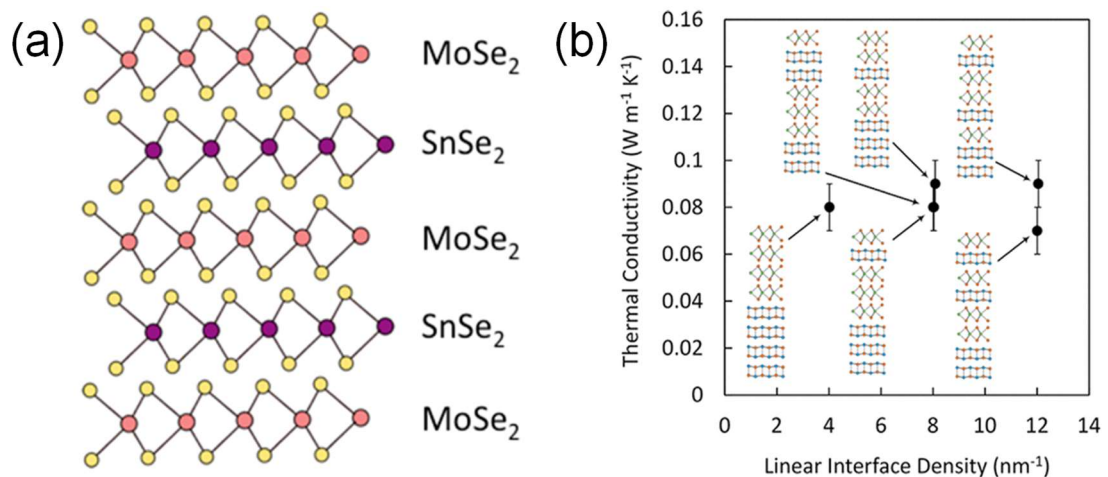 (a)
MoSe2
SnSe2
MoSe2
SnSe2
MoSe2
(b)
Thermal Conductivity (W m-1 K-1)
0.16
0.14
0.12
0.1
0.08
0.06
0.04
0.02
0
0 2 4 6 8 10 12 14
Linear Interface Density (nm-1)